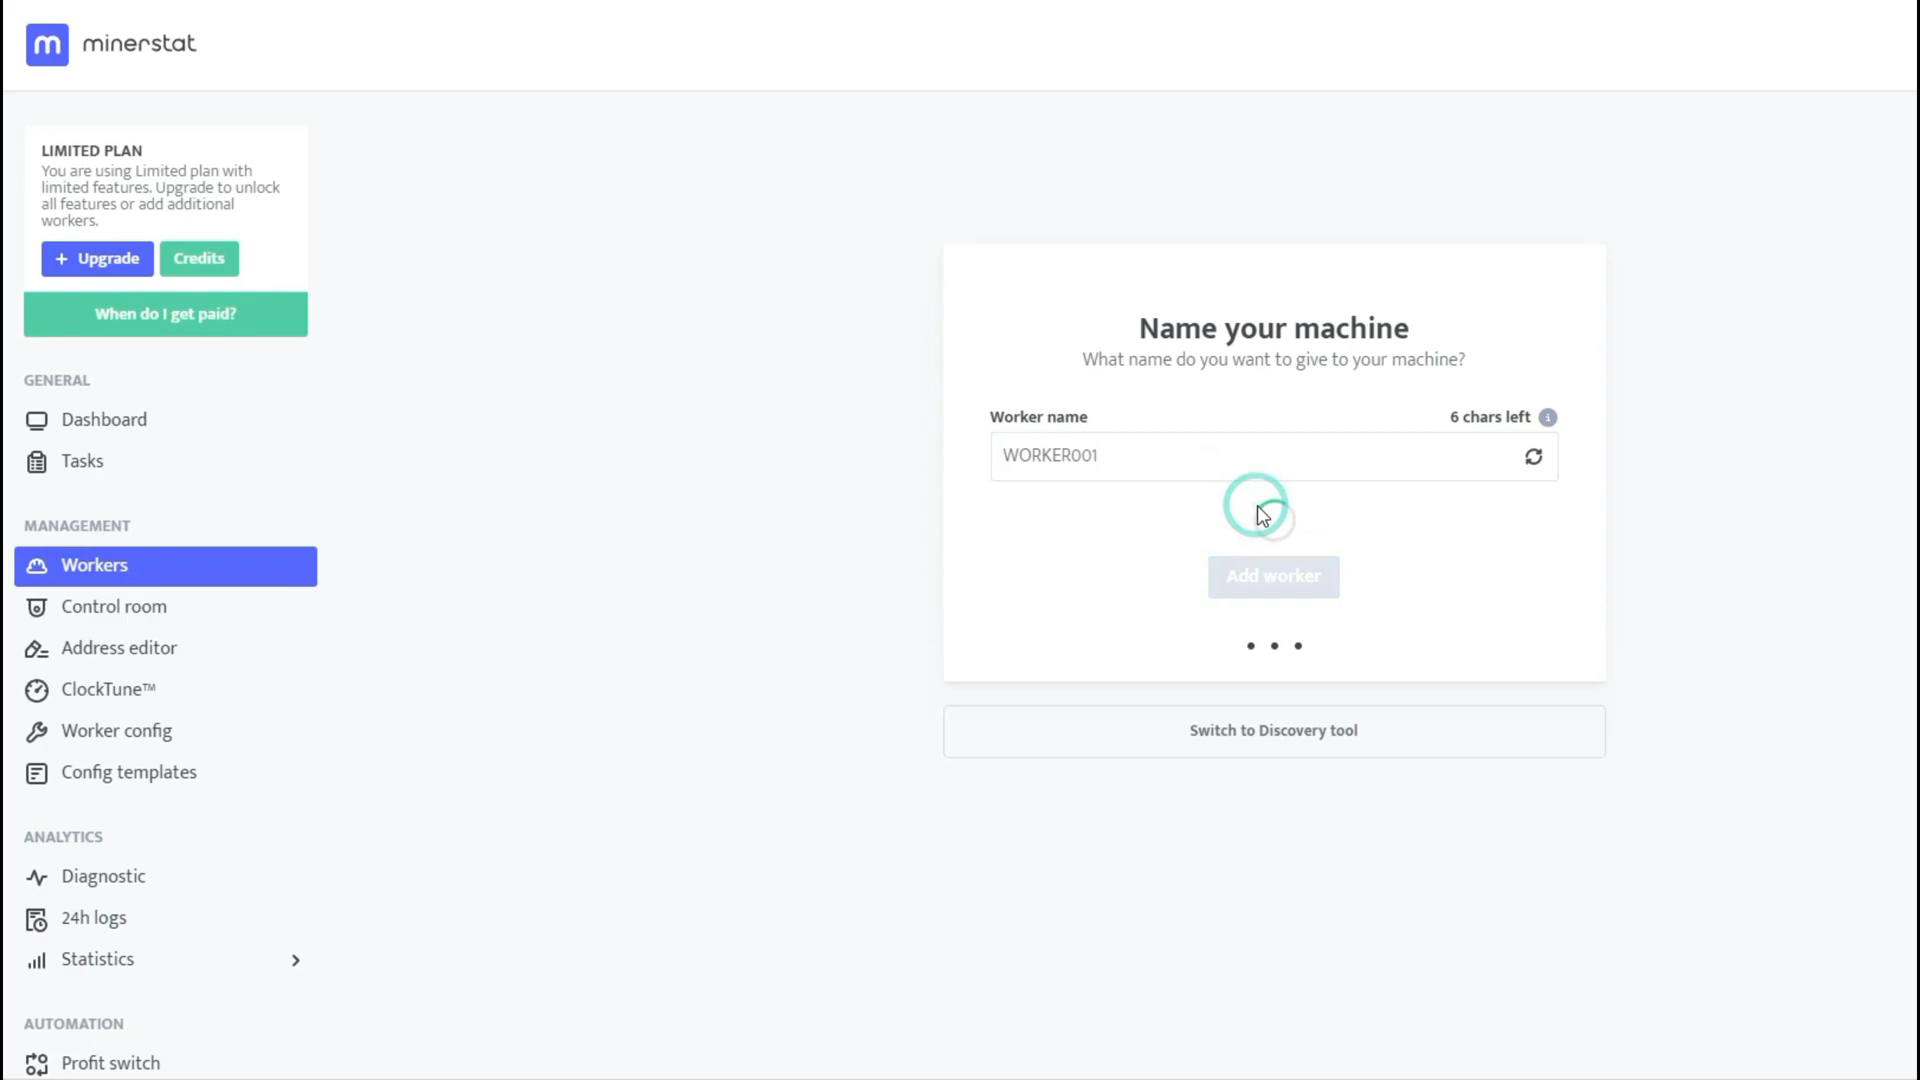 minerstat
LIMITED PLAN
You are using Limited plan with
limited features. Upgrade to unlock
all features or add additional
workers.
+ Upgrade
Credits
When do I get paid?
GENERAL
Dashboard
Tasks
MANAGEMENT
Workers
Control room
Address editor
ClockTune™
Worker config
Config templates
ANALYTICS
Diagnostic
24h logs
Statistics
AUTOMATION
Profit switch
Name your machine
What name do you want to give to your machine?
Worker name
6 chars left
WORKER001
Add worker
Switch to Discovery tool